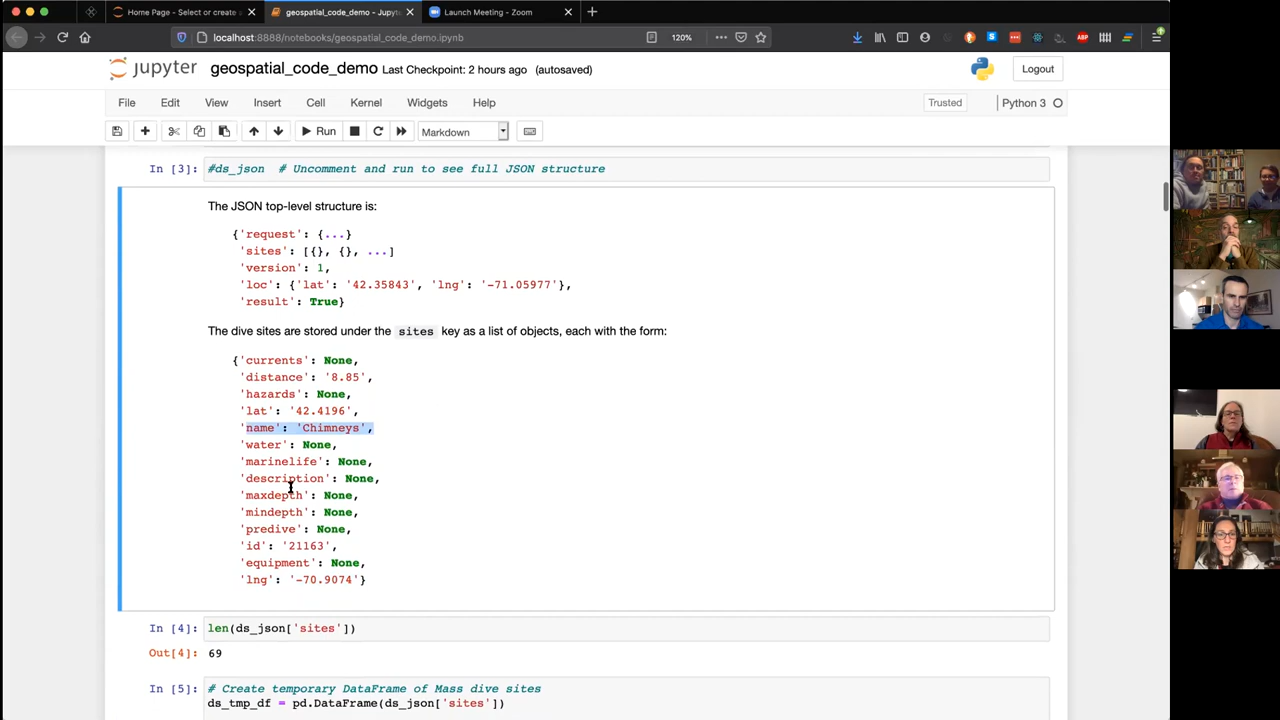 Home Page - Select or create a
geospatial_code_demo - Jupyte
Launch Meeting - Zoom
localhost:8888/notebooks/geospatial_code_demo.ipynb
120%
ABP
jupyter
geospatial_code_demo Last Checkpoint: 2 hours ago (autosaved)
Logout
File Edit View Insert Cell Kernel Widgets Help
Trusted
Python 3
Run
Markdown
In [3]: #ds_json # Uncomment and run to see full JSON structure
The JSON top-level structure is:
{'request': {...}
'sites': [{}, {}, ...]
'version': 1,
'loc': {'lat': '42.35843', 'lng': '-71.05977'},
'result': True}
The dive sites are stored under the sites key as a list of objects, each with the form:
{'currents': None,
'distance': '8.85',
'hazards': None,
'lat': '42.4196',
'name': 'Chimneys',
'water': None,
'marinelife': None,
'description': None,
'maxdepth': None,
'mindepth': None,
'predive': None,
'id': '21163',
'equipment': None,
'lng': '-70.9074'}
In [4]: len(ds_json['sites'])
Out[4]: 69
In [5]: # Create temporary DataFrame of Mass dive sites
ds_tmp_df = pd.DataFrame(ds_json['sites'])